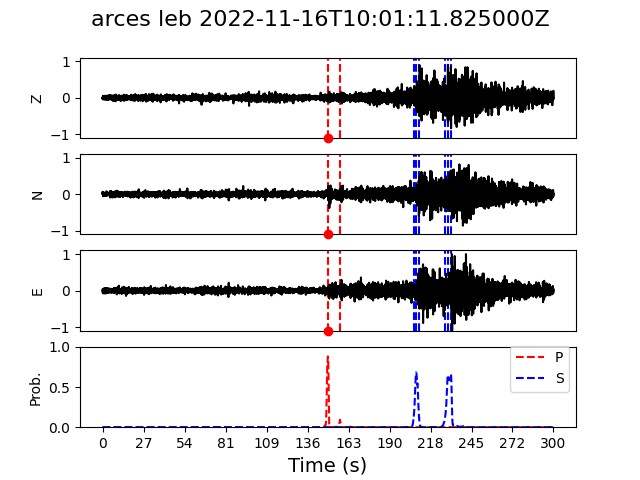 arces leb 2022-11-16T10:01:11.825000Z
1
0
−1
Z
1
0
−1
N
1
0
−1
E
1.0
0.5
0.0
Prob.
P
S
0 27 54 81 109 136 163 190 218 245 272 300
Time (s)